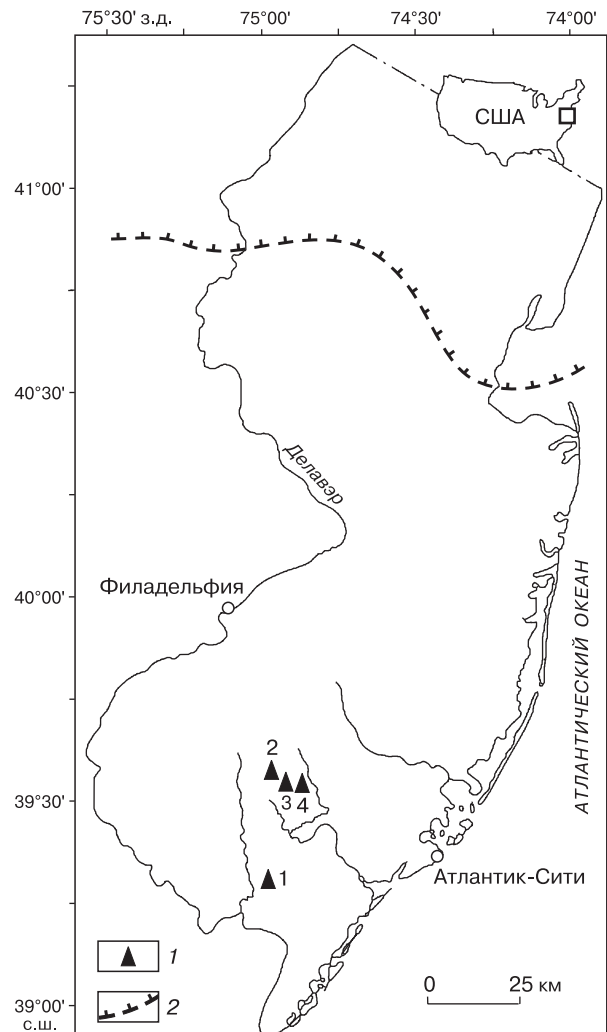 75°30' з.д.
75°00'
74°30'
74°00'
США
41°00'
40°30'
Делавэр
Филадельфия
40°00'
АТЛАНТИЧЕСКИЙ ОКЕАН
2
3
4
39°30'
1
Атлантик-Сити
1
2
0
25 км
39°00'
с.ш.